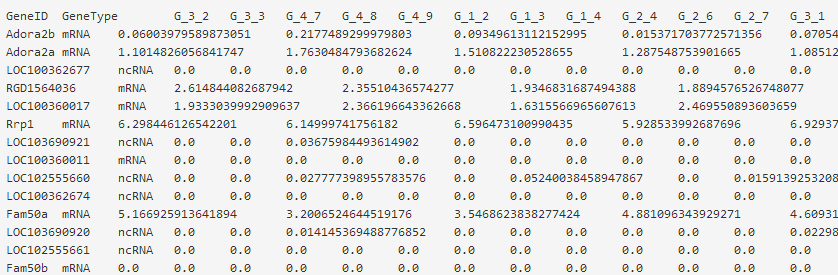 GeneID GeneType G_3_2 G_3_3 G_4_7 G_4_8 G_4_9 G_1_2 G_1_3 G_1_4 G_2_4 G_2_6 G_2_7 G_3_1
Adora2b mRNA 0.06003979589873051 0.2177489299979803 0.09349613112152995 0.015371703772571356 0.07054
Adora2a mRNA 1.1014826056841747 1.7630484793682624 1.510822230528655 1.287548753901665 1.08512
LOC100362677 ncRNA 0.0 0.0 0.0 0.0 0.0 0.0 0.0 0.0 0.0 0.0 0.0 0.0
RGD1564036 mRNA 2.614844082687942 2.35510436574277 1.9346831687494388 1.8894576526748077
LOC100360017 mRNA 1.9333039992909637 2.366196643362668 1.6315566965607613 2.469550893603659
Rrp1 mRNA 6.298446126542201 6.14999741756182 6.596473100990435 5.928533992687696 6.92937
LOC103690921 ncRNA 0.0 0.0 0.03675984493614902 0.0 0.0 0.0 0.0 0.0 0.0 0.0
LOC100360011 mRNA 0.0 0.0 0.0 0.0 0.0 0.0 0.0 0.0 0.0 0.0 0.0 0.0
LOC102555660 ncRNA 0.0 0.0 0.027777398955783576 0.0 0.05240038458947867 0.0 0.0159139253208
LOC100362674 ncRNA 0.0 0.0 0.0 0.0 0.0 0.0 0.0 0.0 0.0 0.0 0.0 0.0
Fam50a mRNA 5.166925913641894 3.2006524644519176 3.5468623838277424 4.881096343929271 4.60931
LOC103690920 ncRNA 0.0 0.0 0.014145369488776852 0.0 0.0 0.0 0.0 0.0 0.0 0.02298
LOC102555661 ncRNA 0.0 0.0 0.0 0.0 0.0 0.0 0.0 0.0 0.0 0.0 0.0 0.0
Fam50b mRNA 0.0 0.0 0.0 0.0 0.0 0.0 0.0 0.0 0.0 0.0 0.0 0.0